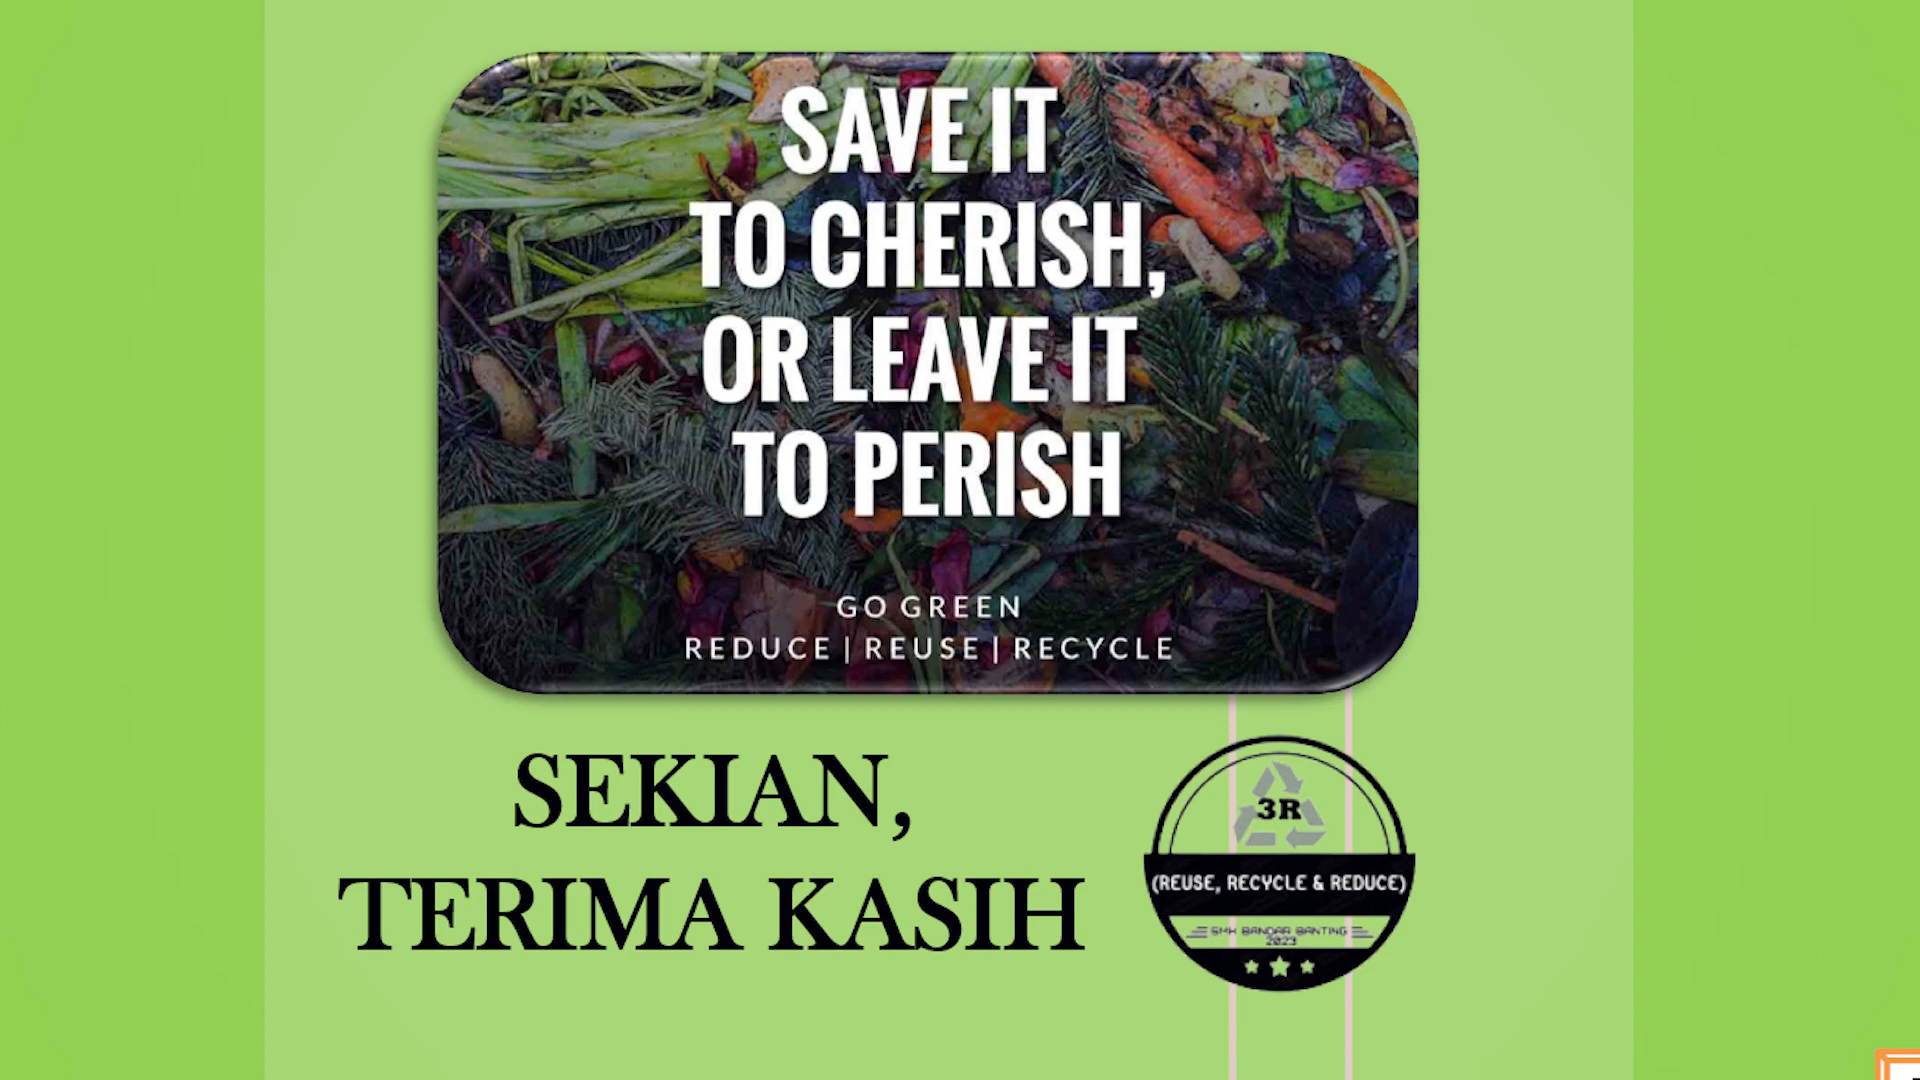 SAVE IT
TO CHERISH,
OR LEAVE IT
TO PERISH
GO GREEN
REDUCE | REUSE | RECYCLE
SEKIAN,
TERIMA KASIH
3R
(REUSE, RECYCLE & REDUCE)
SMK BANDAR BANTING
2023